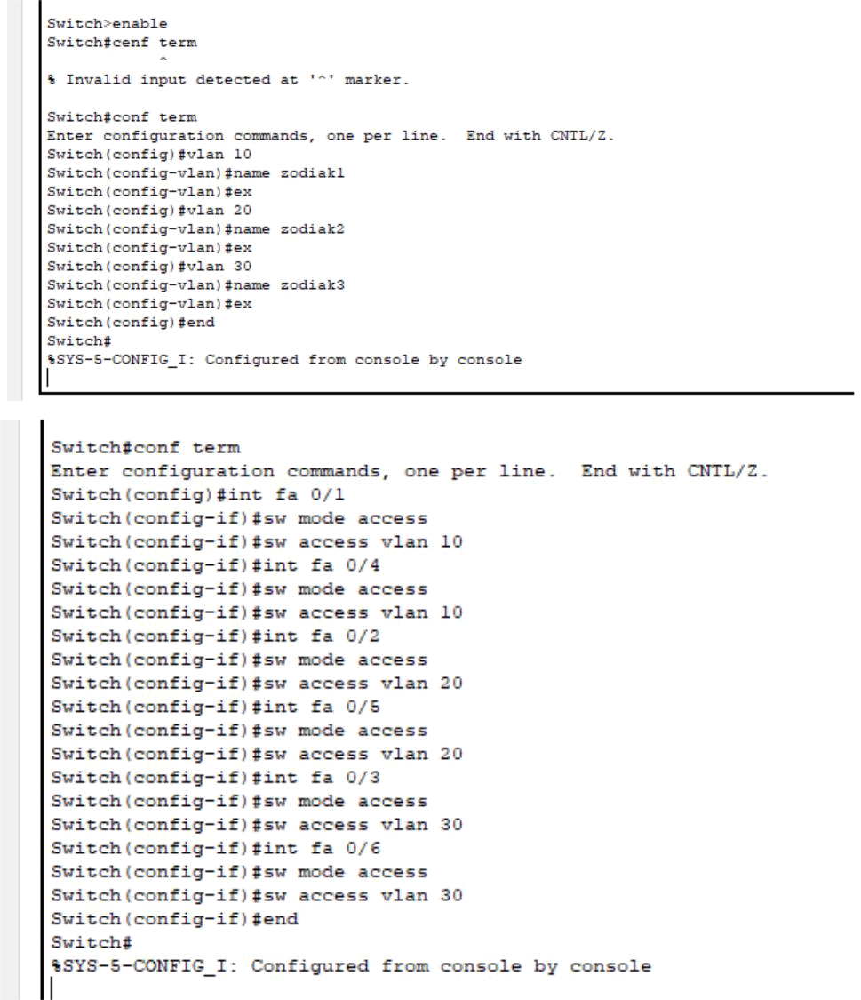 Switch>enable
Switch#cenf term
^
% Invalid input detected at '^' marker.
Switch#conf term
Enter configuration commands, one per line.  End with CNTL/Z.
Switch(config)#vlan 10
Switch(config-vlan)#name zodiak1
Switch(config-vlan)#ex
Switch(config)#vlan 20
Switch(config-vlan)#name zodiak2
Switch(config-vlan)#ex
Switch(config)#vlan 30
Switch(config-vlan)#name zodiak3
Switch(config-vlan)#ex
Switch(config)#end
Switch#
%SYS-5-CONFIG_I: Configured from console by console
Switch#conf term
Enter configuration commands, one per line.  End with CNTL/Z.
Switch(config)#int fa 0/1
Switch(config-if)#sw mode access
Switch(config-if)#sw access vlan 10
Switch(config-if)#int fa 0/4
Switch(config-if)#sw mode access
Switch(config-if)#sw access vlan 10
Switch(config-if)#int fa 0/2
Switch(config-if)#sw mode access
Switch(config-if)#sw access vlan 20
Switch(config-if)#int fa 0/5
Switch(config-if)#sw mode access
Switch(config-if)#sw access vlan 20
Switch(config-if)#int fa 0/3
Switch(config-if)#sw mode access
Switch(config-if)#sw access vlan 30
Switch(config-if)#int fa 0/6
Switch(config-if)#sw mode access
Switch(config-if)#sw access vlan 30
Switch(config-if)#end
Switch#
%SYS-5-CONFIG_I: Configured from console by console